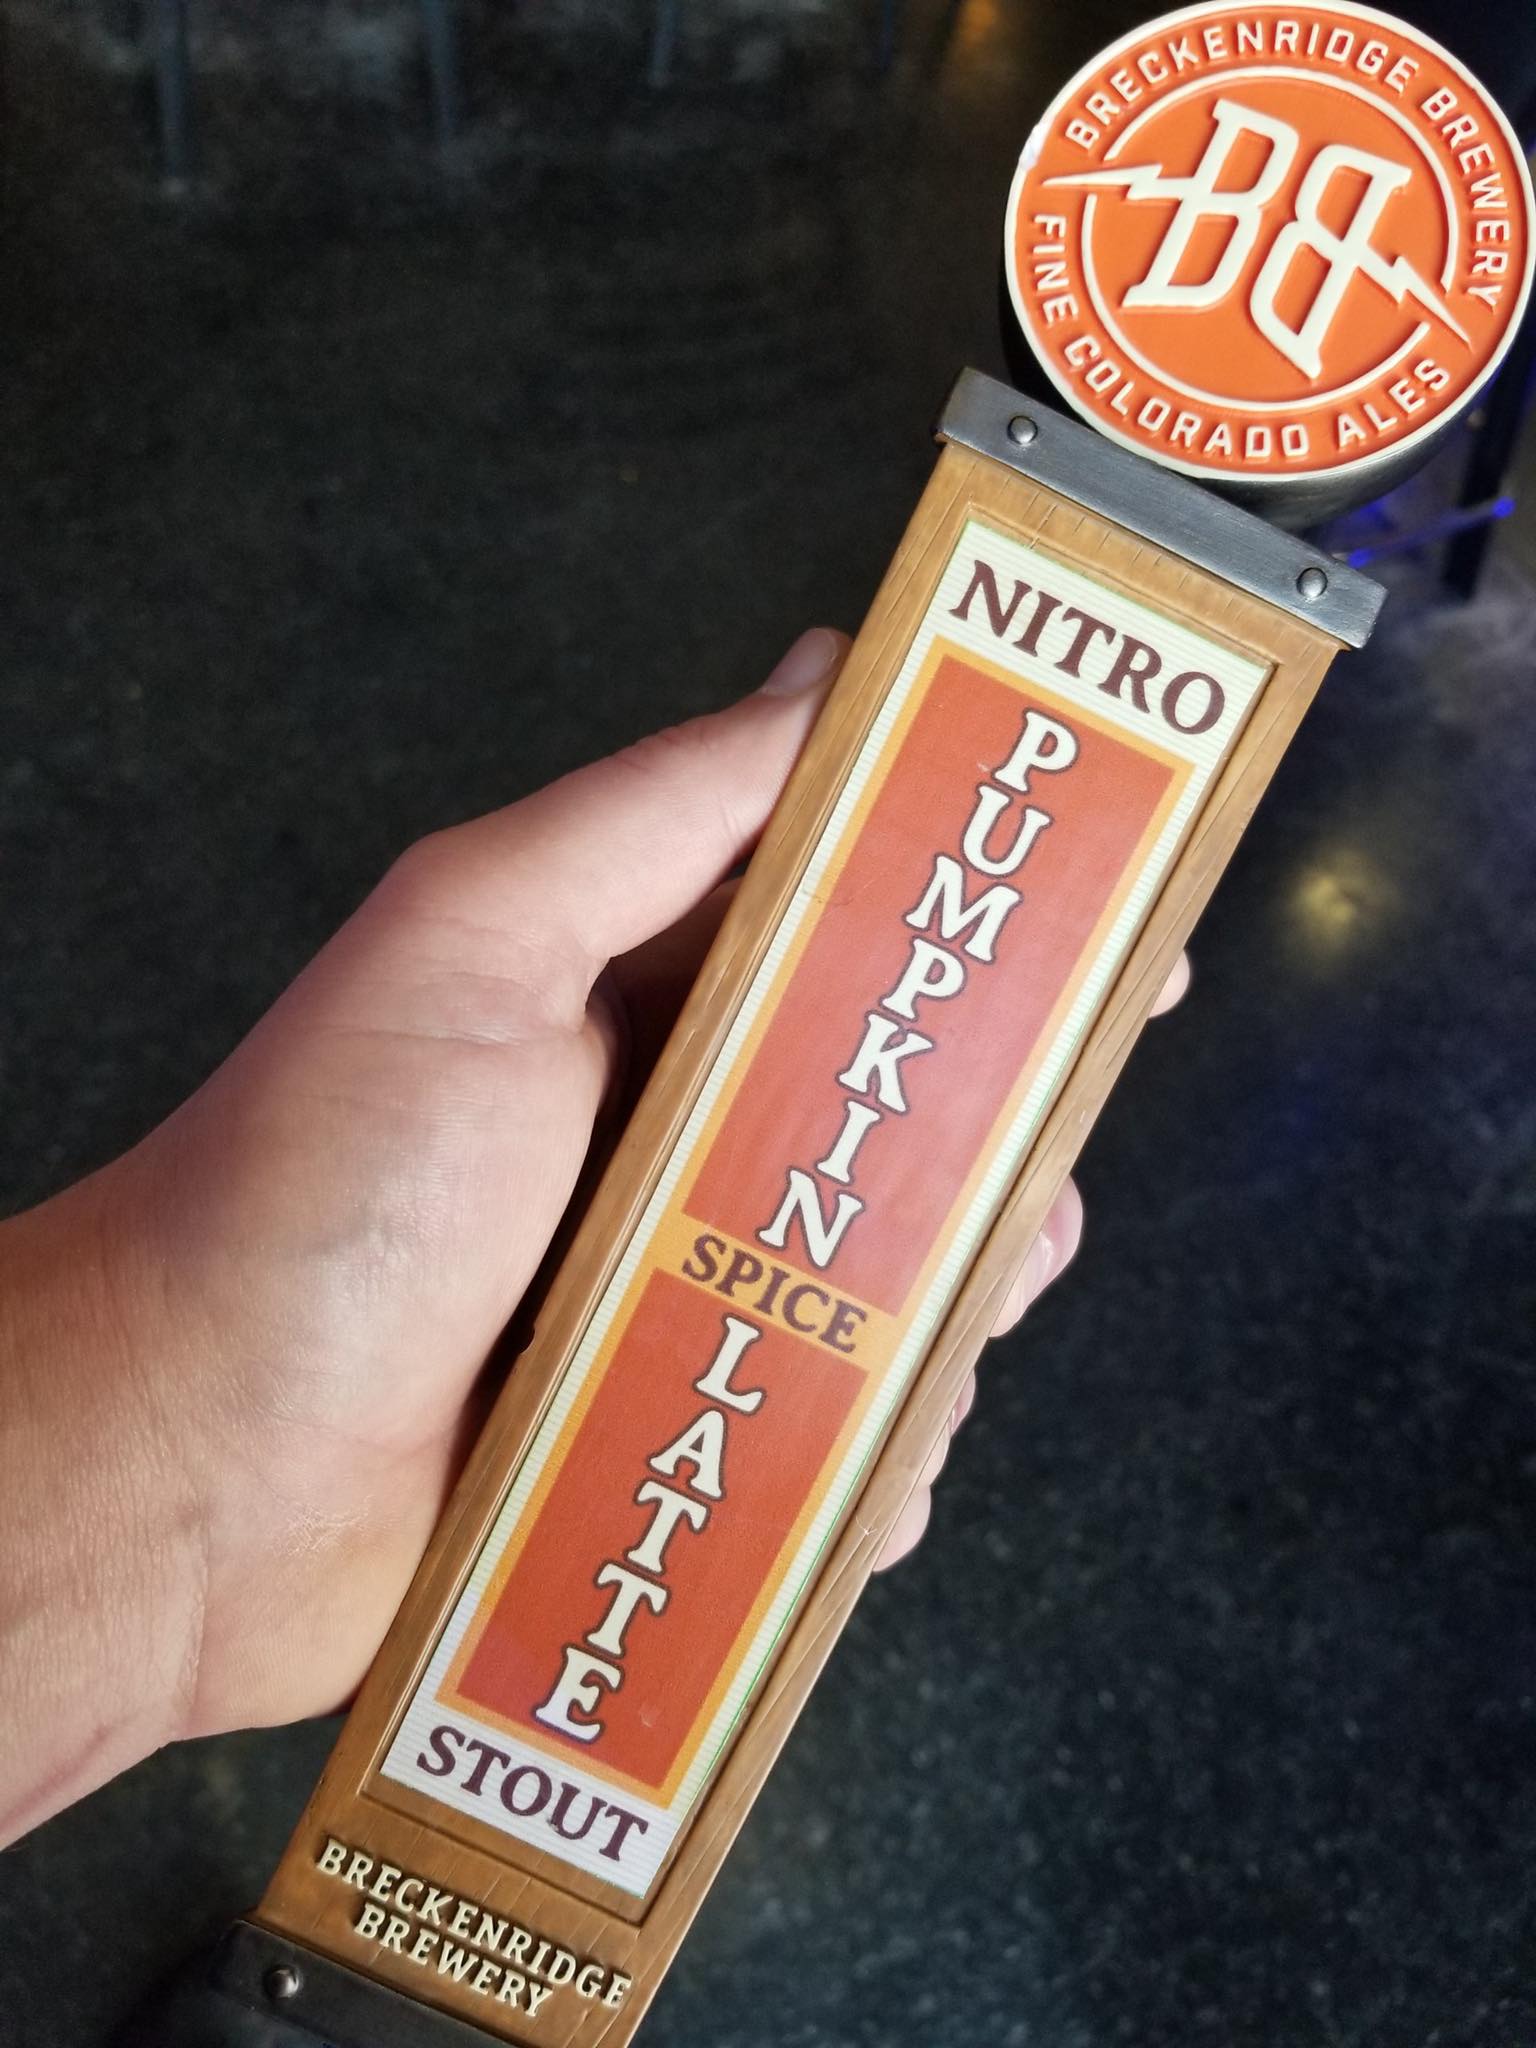 BRECKENRIDGE BREWERY
BB
FINE COLORADO ALES
NITRO
PUMPKIN
SPICE
LATTE
STOUT
BRECKENRIDGE
BREWERY